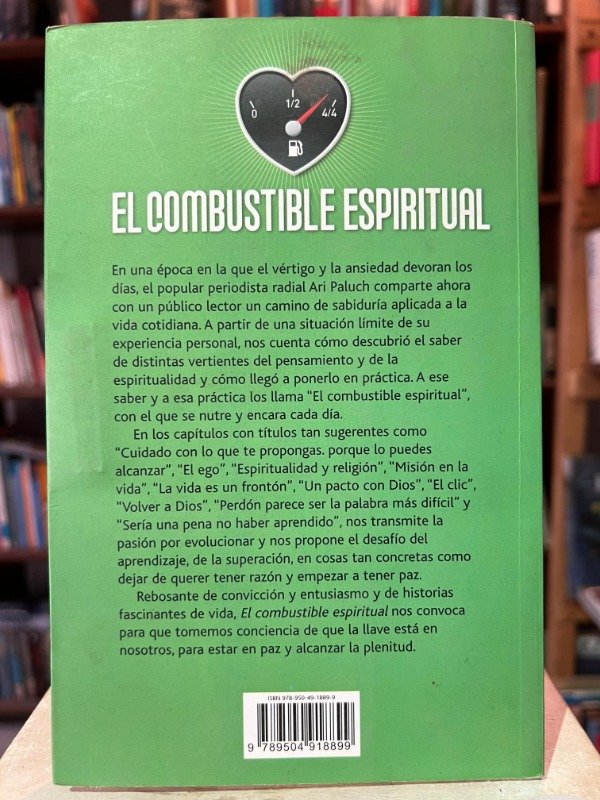 0 1/2 4/4
EL COMBUSTIBLE ESPIRITUAL
En una época en la que el vértigo y la ansiedad devoran los
días, el popular periodista radial Ari Paluch comparte ahora
con un público lector un camino de sabiduría aplicada a la
vida cotidiana. A partir de una situación límite de su
experiencia personal, nos cuenta cómo descubrió el saber
de distintas vertientes del pensamiento y de la
espiritualidad y cómo llegó a ponerlo en práctica. A ese
saber y a esa práctica los llama “El combustible espiritual”,
con el que se nutre y encara cada día.
En los capítulos con títulos tan sugerentes como
“Cuidado con lo que te propongas. porque lo puedes
alcanzar”, “El ego”, “Espiritualidad y religión”, “Misión en la
vida”, “La vida es un frontón”, “Un pacto con Dios”, “El clic”,
“Volver a Dios”, “Perdón parece ser la palabra más difícil” y
“Sería una pena no haber aprendido”, nos transmite la
pasión por evolucionar y nos propone el desafío del
aprendizaje, de la superación, en cosas tan concretas como
dejar de querer tener razón y empezar a tener paz.
Rebosante de convicción y entusiasmo y de historias
fascinantes de vida, El combustible espiritual nos convoca
para que tomemos conciencia de que la llave está en
nosotros, para estar en paz y alcanzar la plenitud.
ISBN 978-950-49-1889-9
9 789504 918899